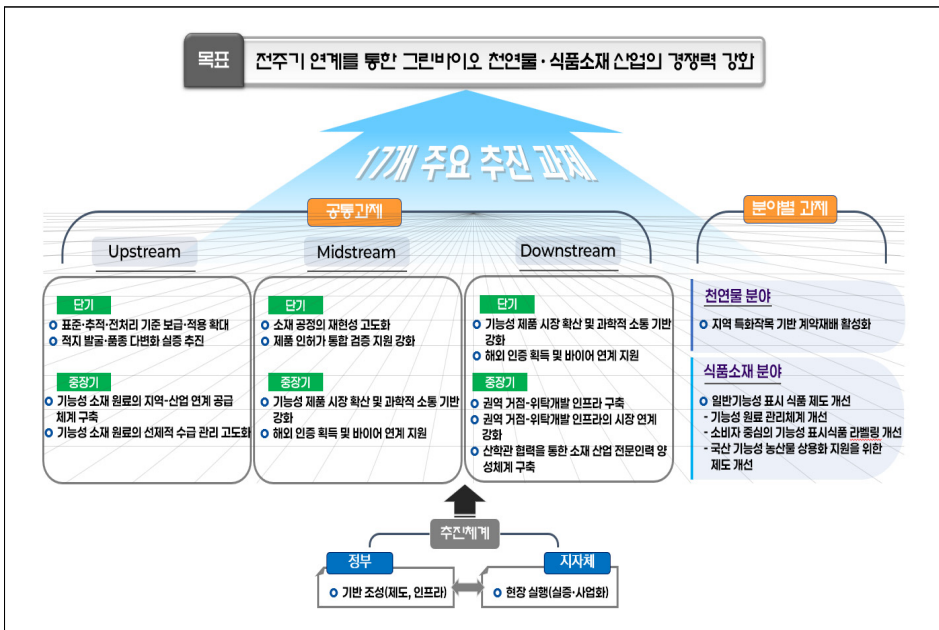 목표 전주기 연계를 통한 그린바이오 천연물·식품소재 산업의 경쟁력 강화
17개 주요 추진 과제
공통과제
분야별 과제
Upstream
단기
표준·추적·전처리 기준 보급·적용 확대
적지 발굴·품종 다변화 실증 추진
중장기
기능성 소재 원료의 지역-산업 연계 공급
체계 구축
기능성 소재 원료의 선제적 수급 관리 고도화
Midstream
단기
소재 공정의 재현성 고도화
제품 인허가 통합 검증 지원 강화
중장기
기능성 제품 시장 확산 및 과학적 소통 기반
강화
해외 인증 획득 및 바이어 연계 지원
Downstream
단기
기능성 제품 시장 확산 및 과학적 소통 기반
강화
해외 인증 획득 및 바이어 연계 지원
중장기
권역 거점-위탁개발 인프라 구축
권역 거점-위탁개발 인프라의 시장 연계
강화
산학관 협력을 통한 소재 산업 전문인력 양
성체계 구축
천연물 분야
지역 특화작목 기반 계약재배 활성화
식품소재 분야
일반기능성 표시 식품 제도 개선
- 기능성 원료 관리체계 개선
- 소비자 중심의 기능성 표시식품 라벨링 개선
- 국산 기능성 농산물 상용화 지원을 위한
제도 개선
추진체계
정부
기반 조성(제도, 인프라)
지자체
현장 실행(실증·사업화)